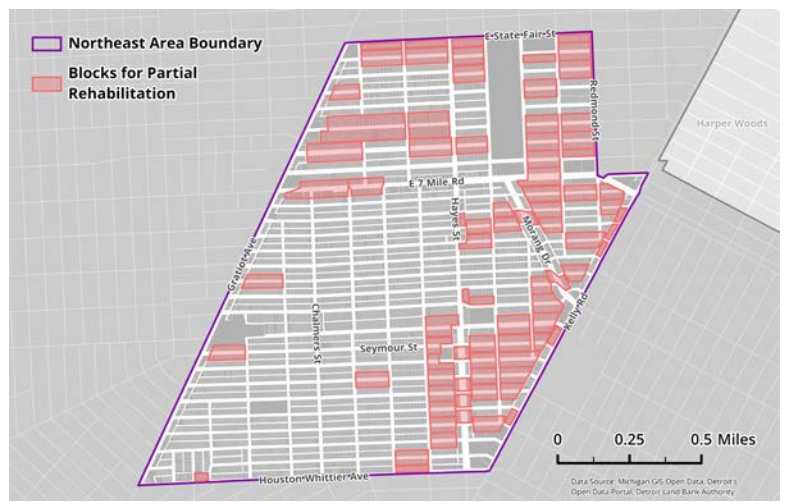 Northeast Area Boundary
Blocks for Partial
Rehabilitation
E State Fair St
Redmond St
Harper Woods
E 7 Mile Rd
Hayes St
Morang Dr.
Gratiot Ave
Kelly Rd
Chalmers St
Seymour St
Houston Whittier Ave
0 0.25 0.5 Miles
Data Source: Michigan GIS Open Data, Detroit's
Open Data Portal, Detroit Land Bank Authority